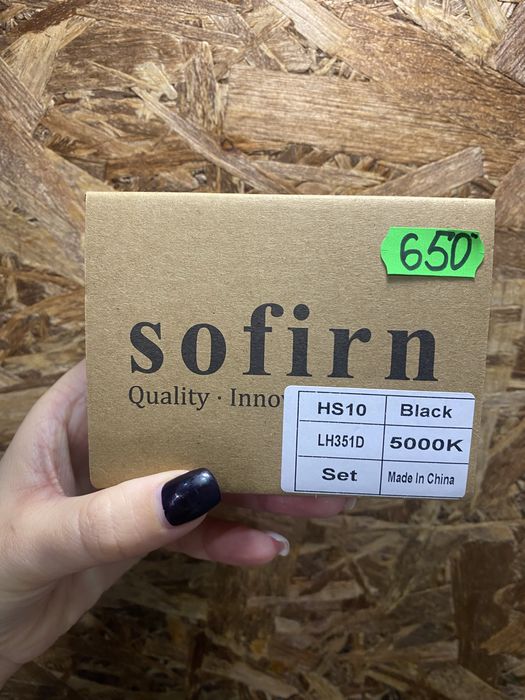 650
sofirn
Quality · Inno
HS10 Black
LH351D 5000K
Set Made In China